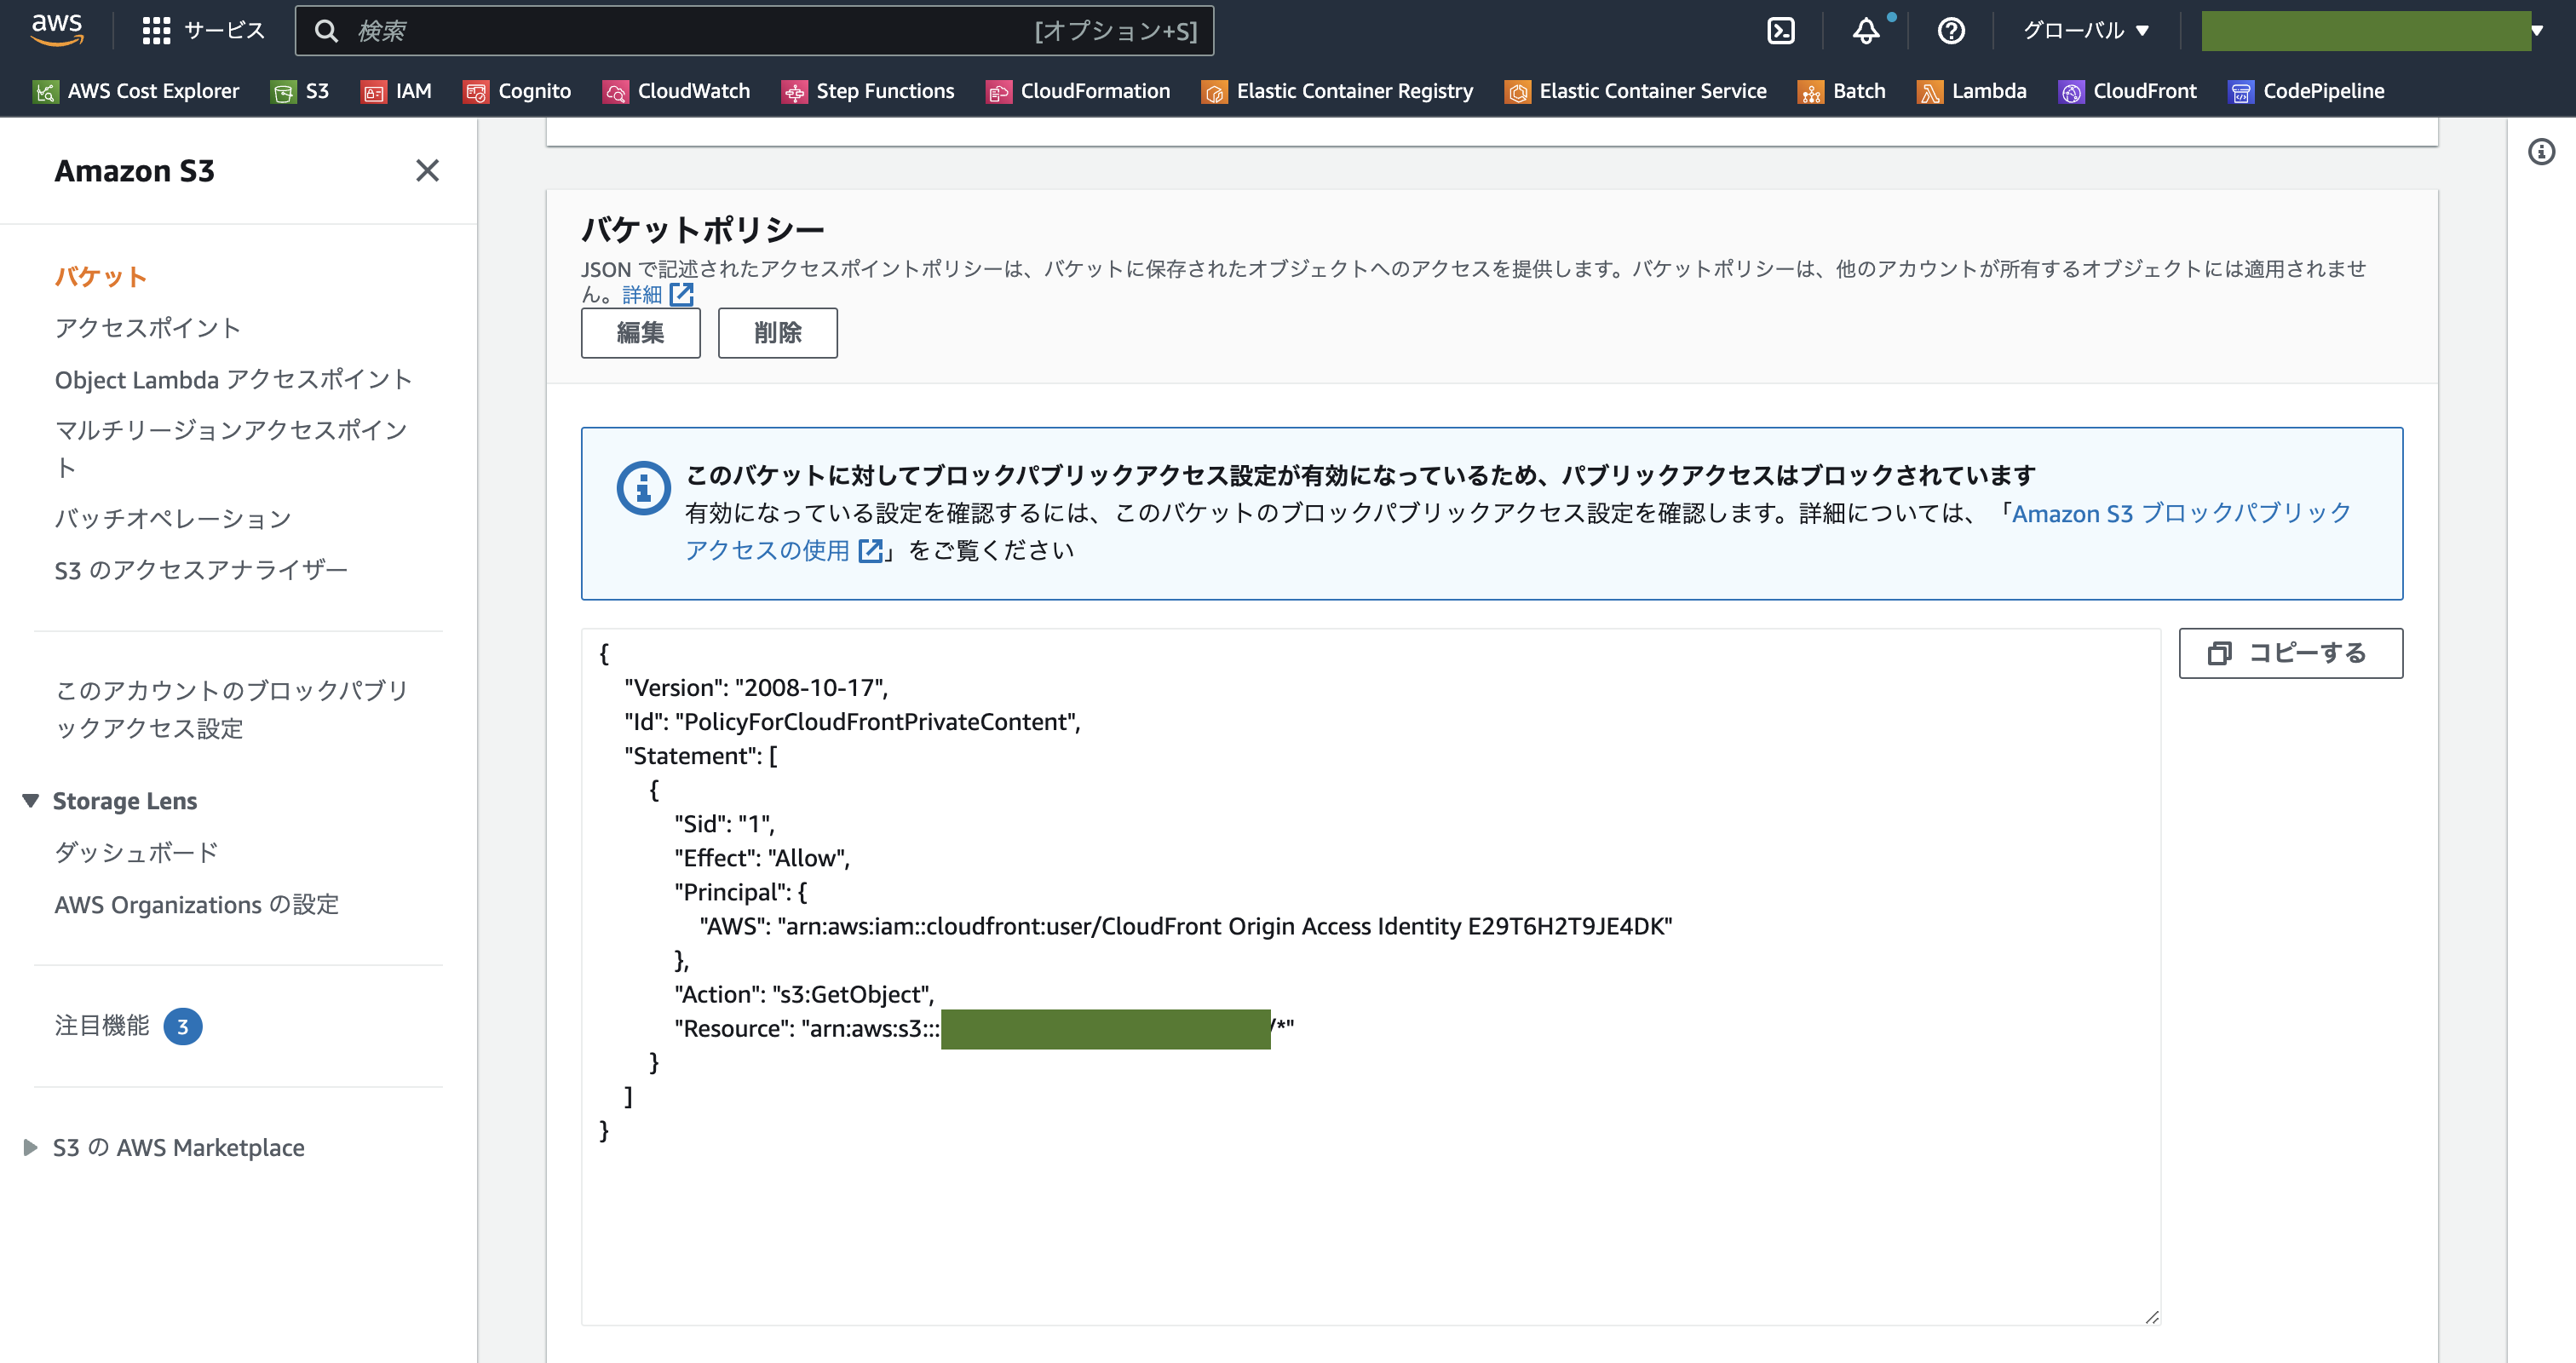 aws
サービス
検索
[オプション+S]
グローバル
AWS Cost Explorer
S3
IAM
Cognito
CloudWatch
Step Functions
CloudFormation
Elastic Container Registry
Elastic Container Service
Batch
Lambda
CloudFront
CodePipeline
Amazon S3
バケット
アクセスポイント
Object Lambda アクセスポイント
マルチリージョンアクセスポイン
ト
バッチオペレーション
S3 のアクセスアナライザー
このアカウントのブロックパブリ
ックアクセス設定
Storage Lens
ダッシュボード
AWS Organizations の設定
注目機能 3
S3 の AWS Marketplace
バケットポリシー
JSON で記述されたアクセスポイントポリシーは、バケットに保存されたオブジェクトへのアクセスを提供します。バケットポリシーは、他のアカウントが所有するオブジェクトには適用されませ
ん。詳細
編集
削除
このバケットに対してブロックパブリックアクセス設定が有効になっているため、パブリックアクセスはブロックされています
有効になっている設定を確認するには、このバケットのブロックパブリックアクセス設定を確認します。詳細については、「Amazon S3 ブロックパブリック
アクセスの使用」をご覧ください
コピーする
{
"Version": "2008-10-17",
"Id": "PolicyForCloudFrontPrivateContent",
"Statement": [
{
"Sid": "1",
"Effect": "Allow",
"Principal": {
"AWS": "arn:aws:iam::cloudfront:user/CloudFront Origin Access Identity E29T6H2T9JE4DK"
},
"Action": "s3:GetObject",
"Resource": "arn:aws:s3:::/*"
}
]
}